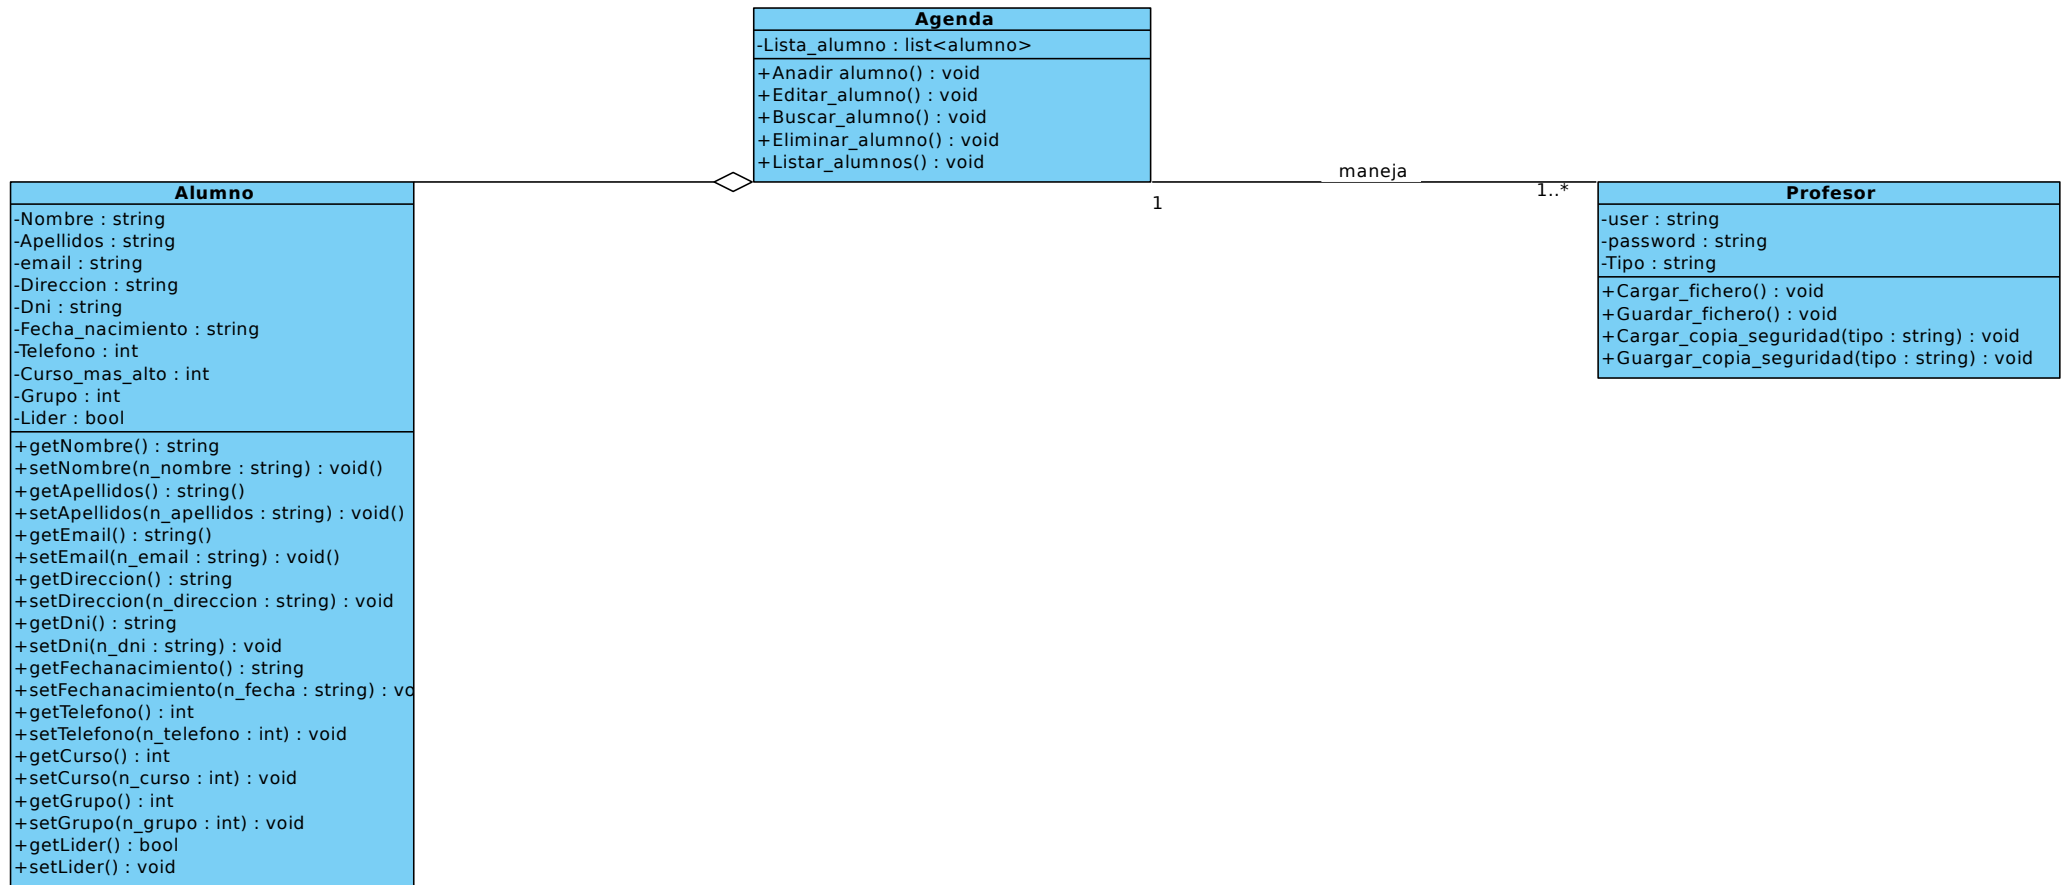 Agenda
-Lista_alumno : list<alumno>
+Anadir alumno() : void
+Editar_alumno() : void
+Buscar_alumno() : void
+Eliminar_alumno() : void
+Listar_alumnos() : void
maneja
1
1..*
Alumno
-Nombre : string
-Apellidos : string
-email : string
-Direccion : string
-Dni : string
-Fecha_nacimiento : string
-Telefono : int
-Curso_mas_alto : int
-Grupo : int
-Lider : bool
+getNombre() : string
+setNombre(n_nombre : string) : void()
+getApellidos() : string()
+setApellidos(n_apellidos : string) : void()
+getEmail() : string()
+setEmail(n_email : string) : void()
+getDireccion() : string
+setDireccion(n_direccion : string) : void
+getDni() : string
+setDni(n_dni : string) : void
+getFechanacimiento() : string
+setFechanacimiento(n_fecha : string) : vo
+getTelefono() : int
+setTelefono(n_telefono : int) : void
+getCurso() : int
+setCurso(n_curso : int) : void
+getGrupo() : int
+setGrupo(n_grupo : int) : void
+getLider() : bool
+setLider() : void
Profesor
-user : string
-password : string
-Tipo : string
+Cargar_fichero() : void
+Guardar_fichero() : void
+Cargar_copia_seguridad(tipo : string) : void
+Guargar_copia_seguridad(tipo : string) : void